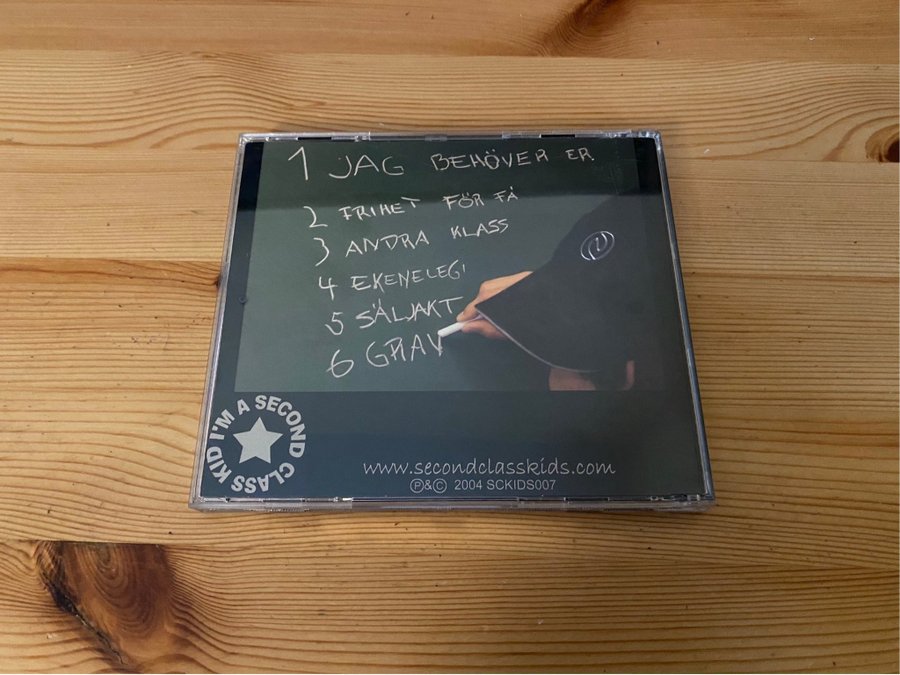 1 JAG BEHÖVER ER
2 FRIHET FÖR FÅ
3 ANDRA KLASS
4 EKENELEGI
5 SÄLJAKT
6 GRAV
I'M A SECOND CLASS KID
www.secondclasskids.com
Ⓟ&© 2004 SCKIDS007